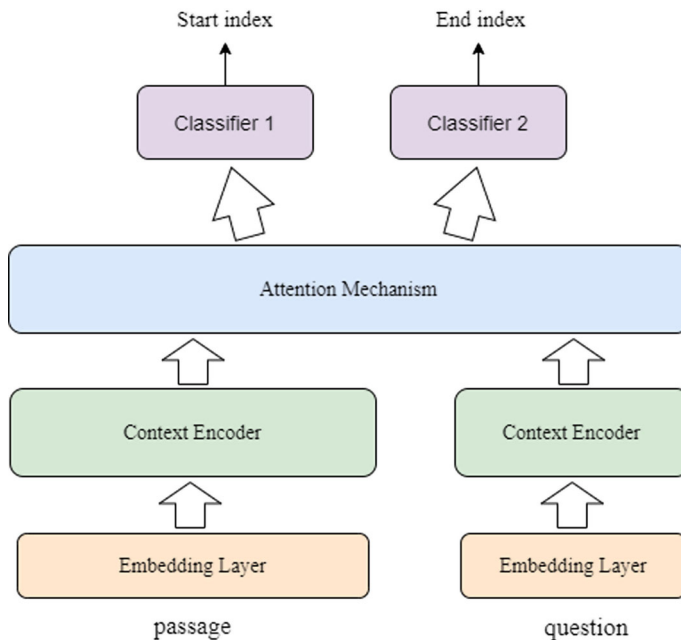 Start index End index
Classifier 1 Classifier 2
Attention Mechanism
Context Encoder Context Encoder
Embedding Layer Embedding Layer
passage question